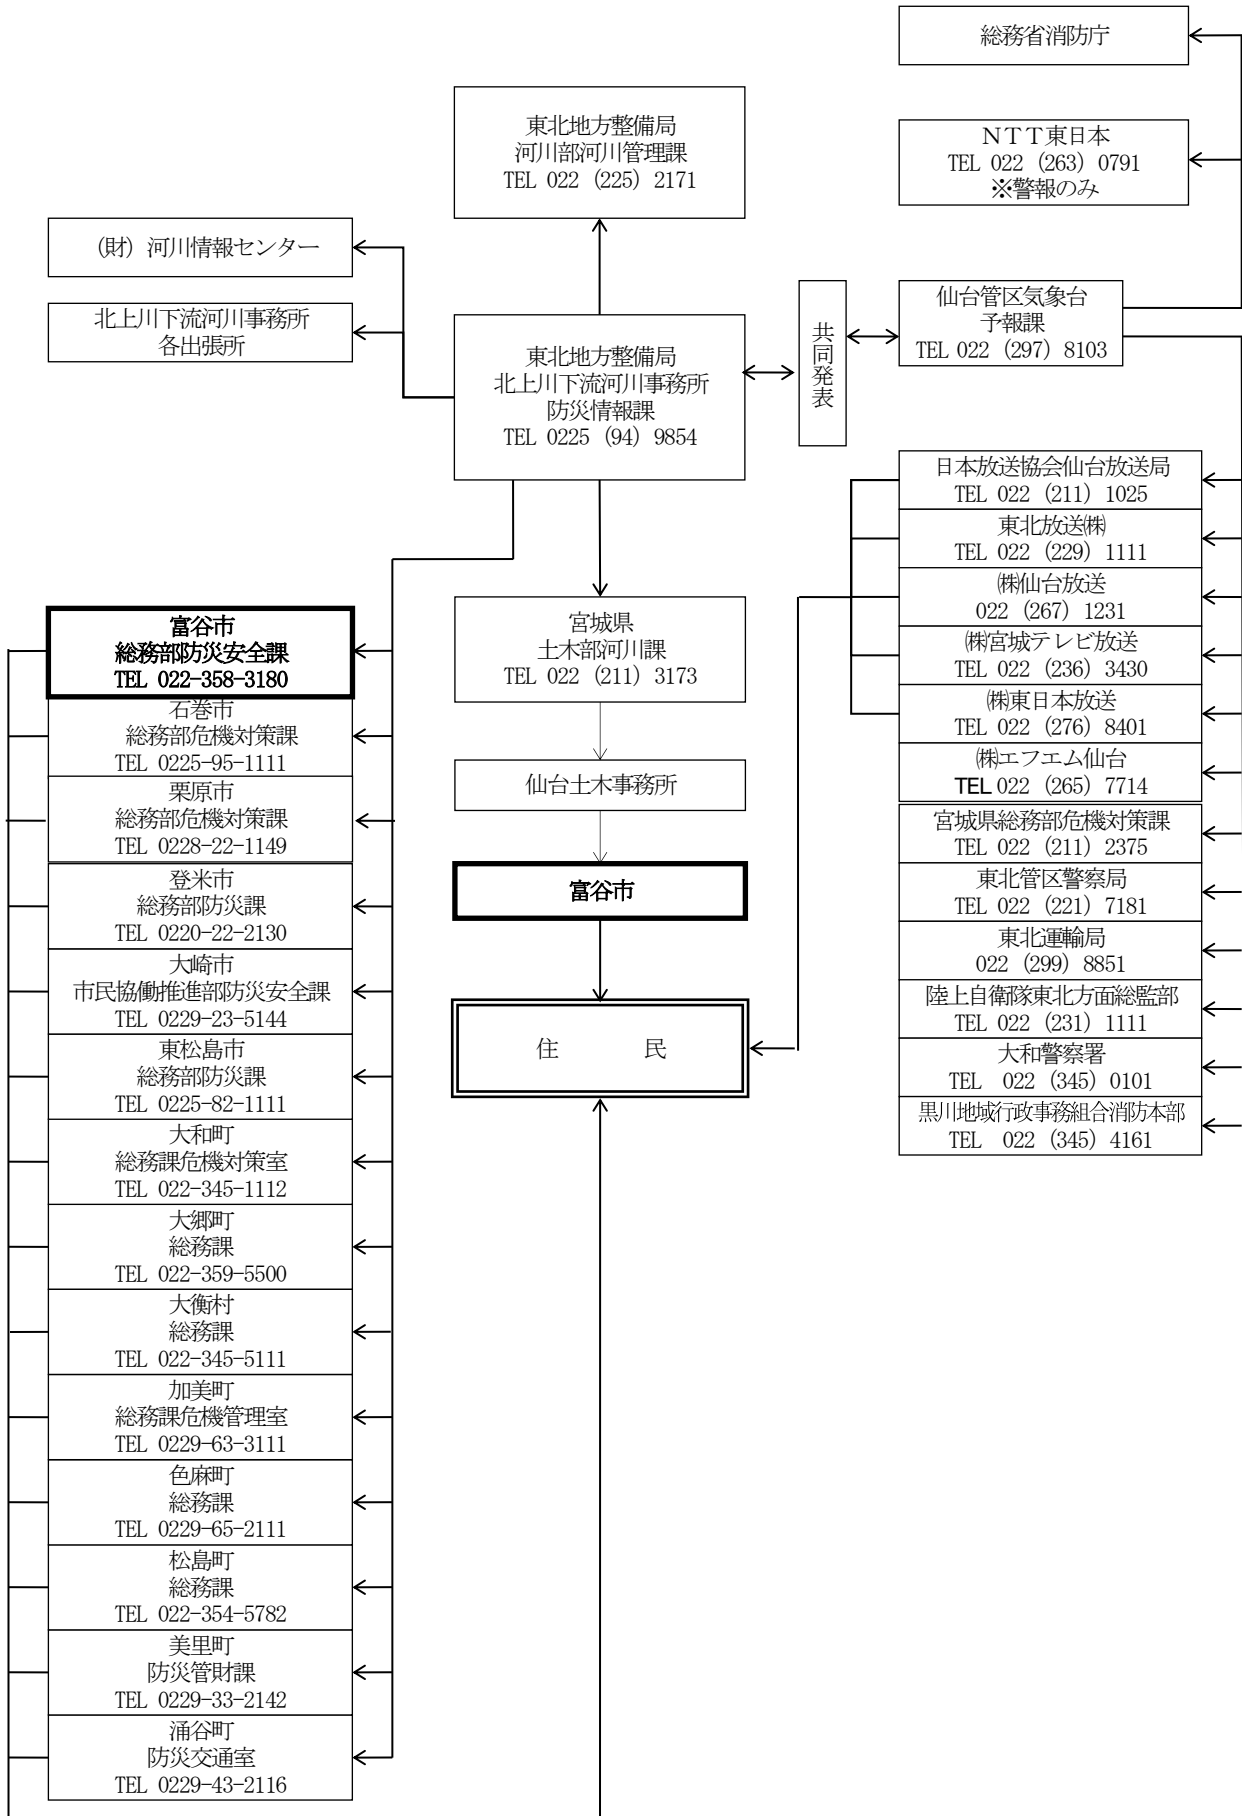 総務省消防庁
東北地方整備局
河川部河川管理課
TEL 022（225）2171
ＮＴＴ東日本
TEL 022（263）0791
※警報のみ
（財）河川情報センター
北上川下流河川事務所
各出張所
東北地方整備局
北上川下流河川事務所
防災情報課
TEL 0225（94）9854
共同発表
仙台管区気象台
予報課
TEL 022（297）8103
日本放送協会仙台放送局
TEL 022（211）1025
東北放送㈱
TEL 022（229）1111
㈱仙台放送
022（267）1231
㈱宮城テレビ放送
TEL 022（236）3430
㈱東日本放送
TEL 022（276）8401
㈱エフエム仙台
TEL 022（265）7714
宮城県総務部危機対策課
TEL 022（211）2375
東北管区警察局
TEL 022（221）7181
東北運輸局
022（299）8851
陸上自衛隊東北方面総監部
TEL 022（231）1111
大和警察署
TEL　022（345）0101
黒川地域行政事務組合消防本部
TEL　022（345）4161
宮城県
土木部河川課
TEL 022（211）3173
仙台土木事務所
富谷市
住　　　民
富谷市
総務部防災安全課
TEL 022-358-3180
石巻市
総務部危機対策課
TEL 0225-95-1111
栗原市
総務部危機対策課
TEL 0228-22-1149
登米市
総務部防災課
TEL 0220-22-2130
大崎市
市民協働推進部防災安全課
TEL 0229-23-5144
東松島市
総務部防災課
TEL 0225-82-1111
大和町
総務課危機対策室
TEL 022-345-1112
大郷町
総務課
TEL 022-359-5500
大衡村
総務課
TEL 022-345-5111
加美町
総務課危機管理室
TEL 0229-63-3111
色麻町
総務課
TEL 0229-65-2111
松島町
総務課
TEL 022-354-5782
美里町
防災管財課
TEL 0229-33-2142
涌谷町
防災交通室
TEL 0229-43-2116